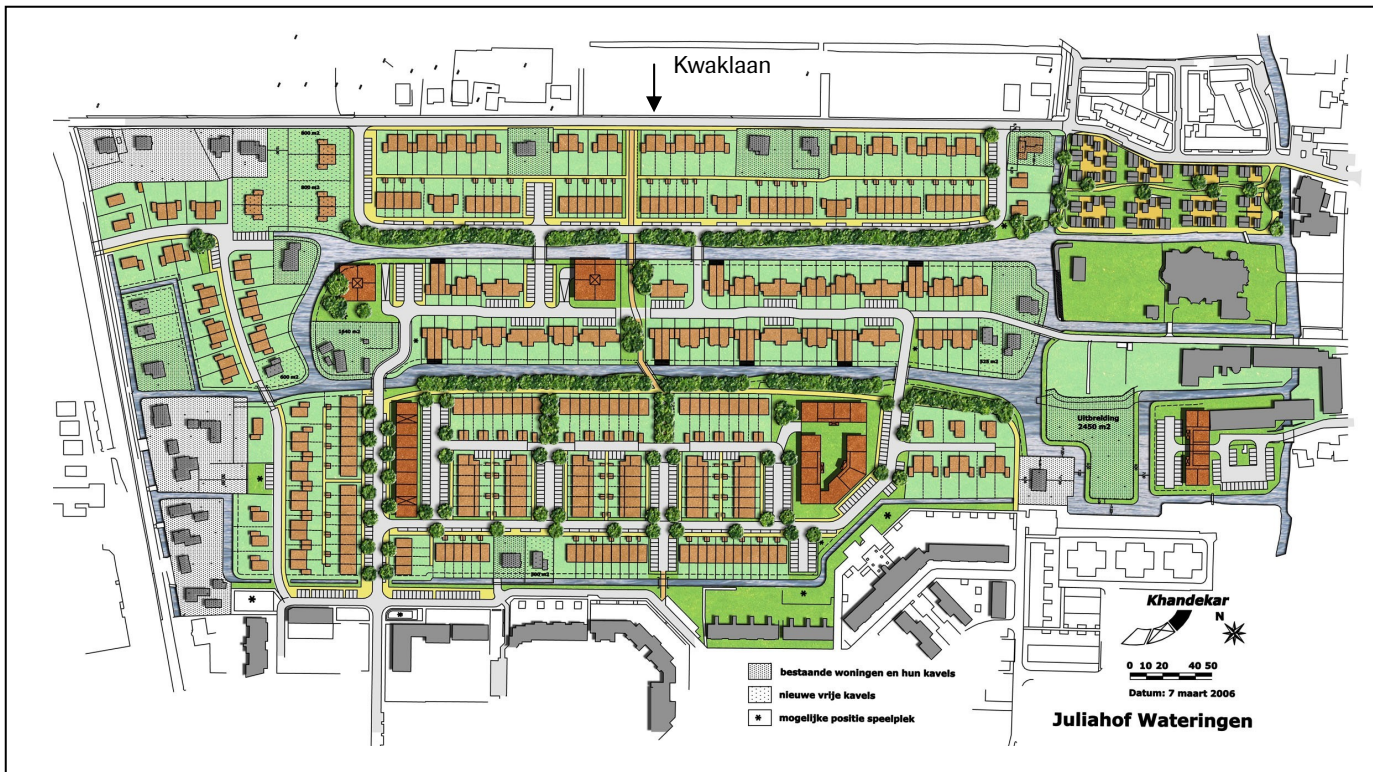 Kwaklaan
600 m2
600 m2
1640 m2
600 m2
525 m2
Uitbreiding
2450 m2
Khandekar
N
bestaande woningen en hun kavels
nieuwe vrije kavels
* mogelijke positie speelplek
0 10 20 40 50
Datum: 7 maart 2006
Juliahof Wateringen